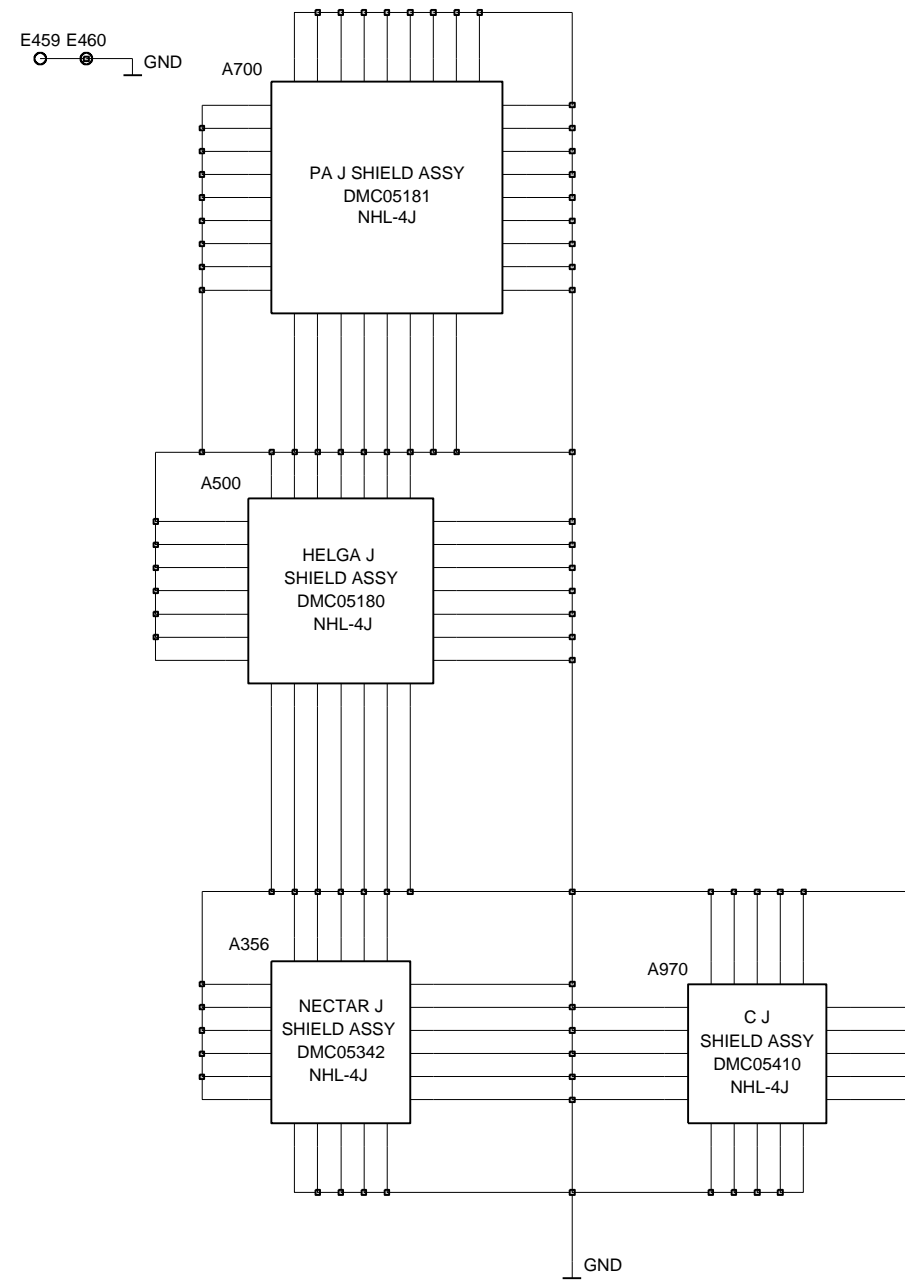 E459 E460
GND
A700
PA J SHIELD ASSY
DMC05181
NHL-4J
A500
HELGA J
SHIELD ASSY
DMC05180
NHL-4J
A356
NECTAR J
SHIELD ASSY
DMC05342
NHL-4J
A970
C J
SHIELD ASSY
DMC05410
NHL-4J
GND